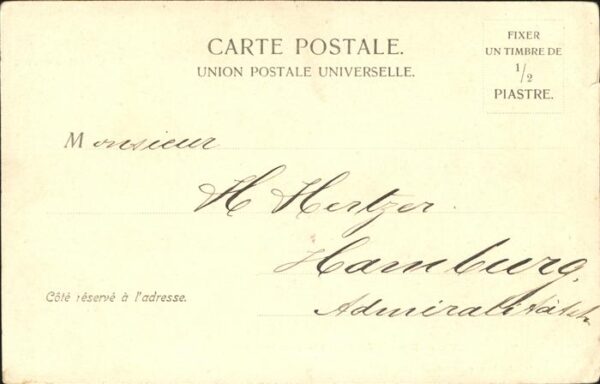 CARTE POSTALE.
UNION POSTALE UNIVERSELLE.
FIXER
UN TIMBRE DE
1/2
PIASTRE.
Monsieur
H Hertzer.
Hamburg,
Admiralitätstr.
Côté réservé à l'adresse.